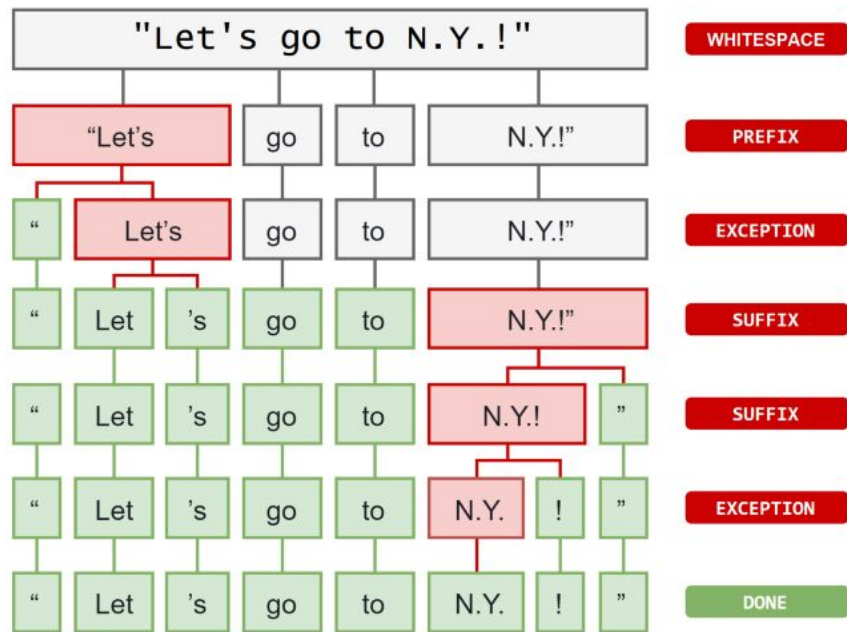 "Let's go to N.Y.!" WHITESPACE
“Let’s go to N.Y.!” PREFIX
“ Let’s go to N.Y.!” EXCEPTION
“ Let ’s go to N.Y.!” SUFFIX
“ Let ’s go to N.Y.! ” SUFFIX
“ Let ’s go to N.Y. ! ” EXCEPTION
“ Let ’s go to N.Y. ! ” DONE